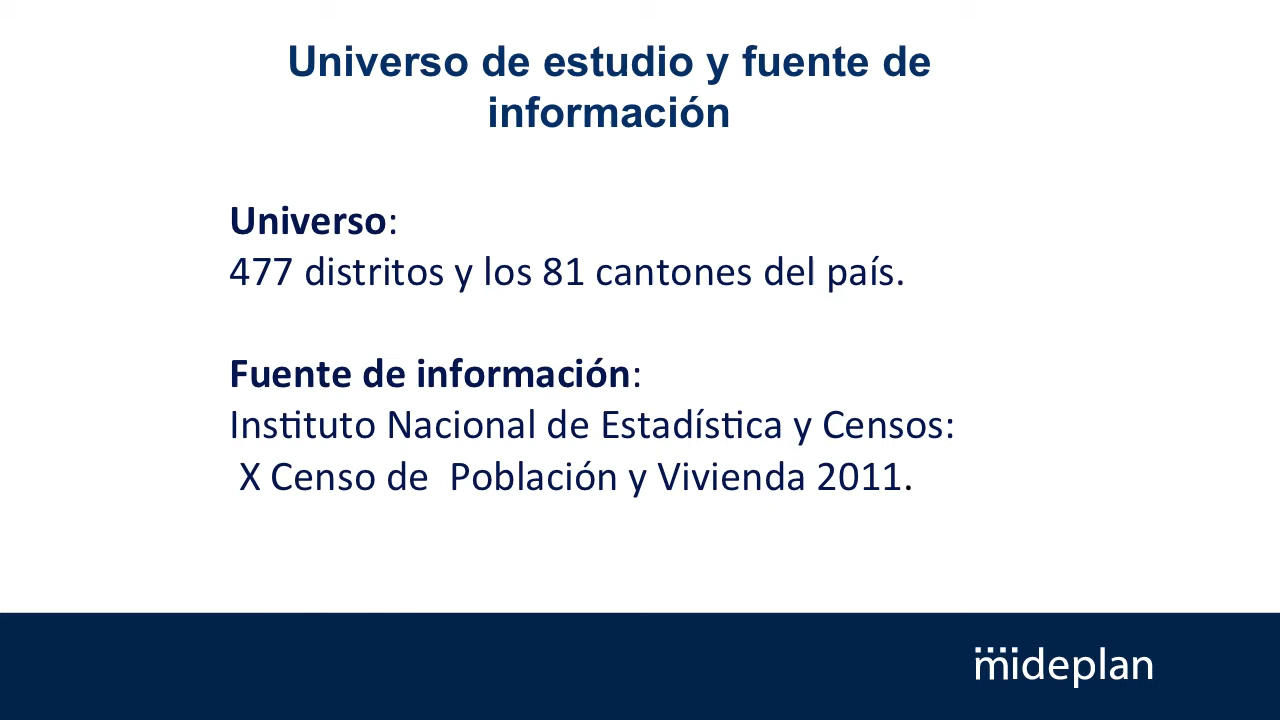 Universo de estudio y fuente de
información
Universo:
477 distritos y los 81 cantones del país.
Fuente de información:
Instituto Nacional de Estadística y Censos:
X Censo de  Población y Vivienda 2011.
mideplan